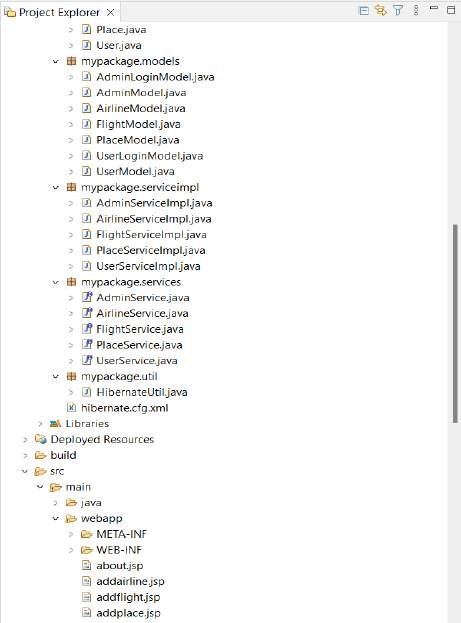 Project Explorer
Place.java
User.java
mypackage.models
AdminLoginModel.java
AdminModel.java
AirlineModel.java
FlightModel.java
PlaceModel.java
UserLoginModel.java
UserModel.java
mypackage.serviceimpl
AdminServiceImpl.java
AirlineServiceImpl.java
FlightServiceImpl.java
PlaceServiceImpl.java
UserServiceImpl.java
mypackage.services
AdminService.java
AirlineService.java
FlightService.java
PlaceService.java
UserService.java
mypackage.util
HibernateUtil.java
hibernate.cfg.xml
Libraries
Deployed Resources
build
src
main
java
webapp
META-INF
WEB-INF
about.jsp
addairline.jsp
addflight.jsp
addplace.jsp